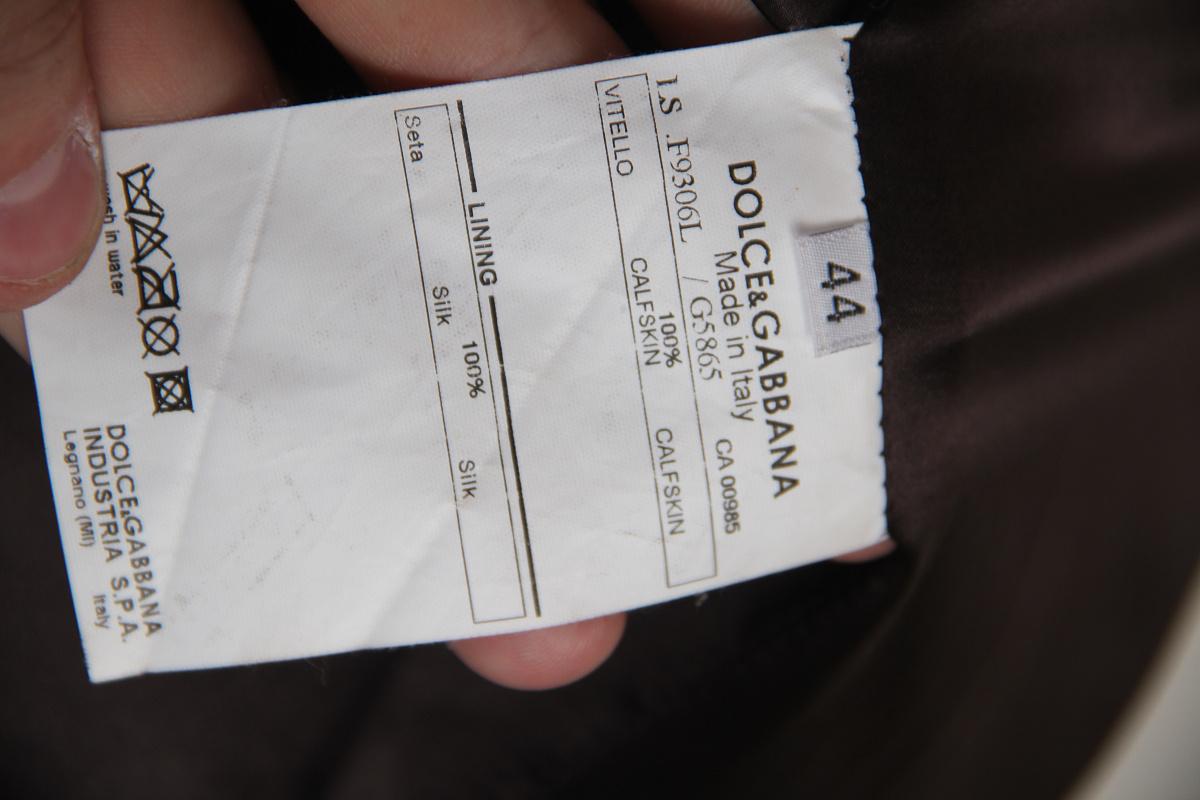 44
DOLCE&GABBANA
Made in Italy CA 00985
LS .F9306L / G5865
100%
VITELLO CALFSKIN CALFSKIN
LINING
100%
Seta Silk Silk
in water
DOLCE&GABBANA
INDUSTRIA S.P.A.
Legnano (MI) Italy